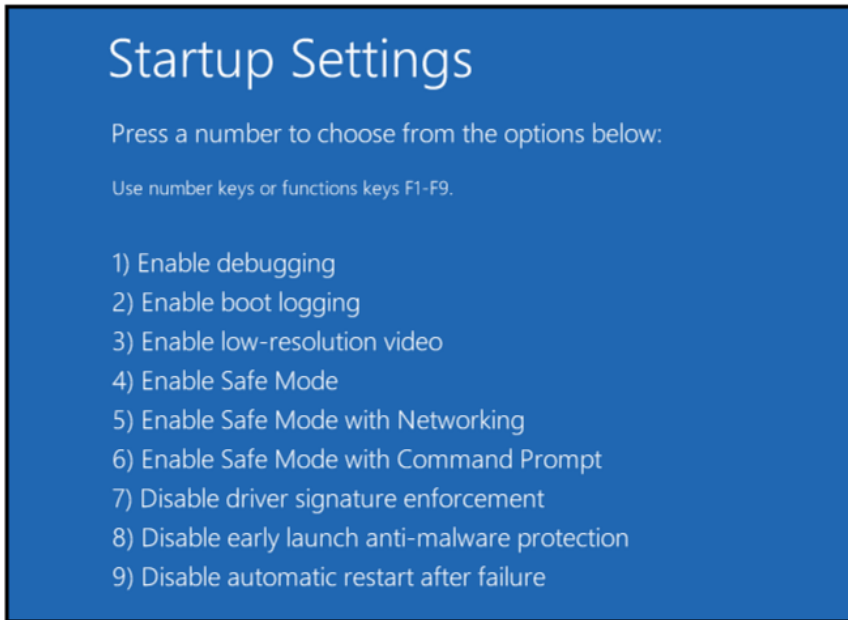 Startup Settings
Press a number to choose from the options below:
Use number keys or functions keys F1-F9.
1) Enable debugging
2) Enable boot logging
3) Enable low-resolution video
4) Enable Safe Mode
5) Enable Safe Mode with Networking
6) Enable Safe Mode with Command Prompt
7) Disable driver signature enforcement
8) Disable early launch anti-malware protection
9) Disable automatic restart after failure